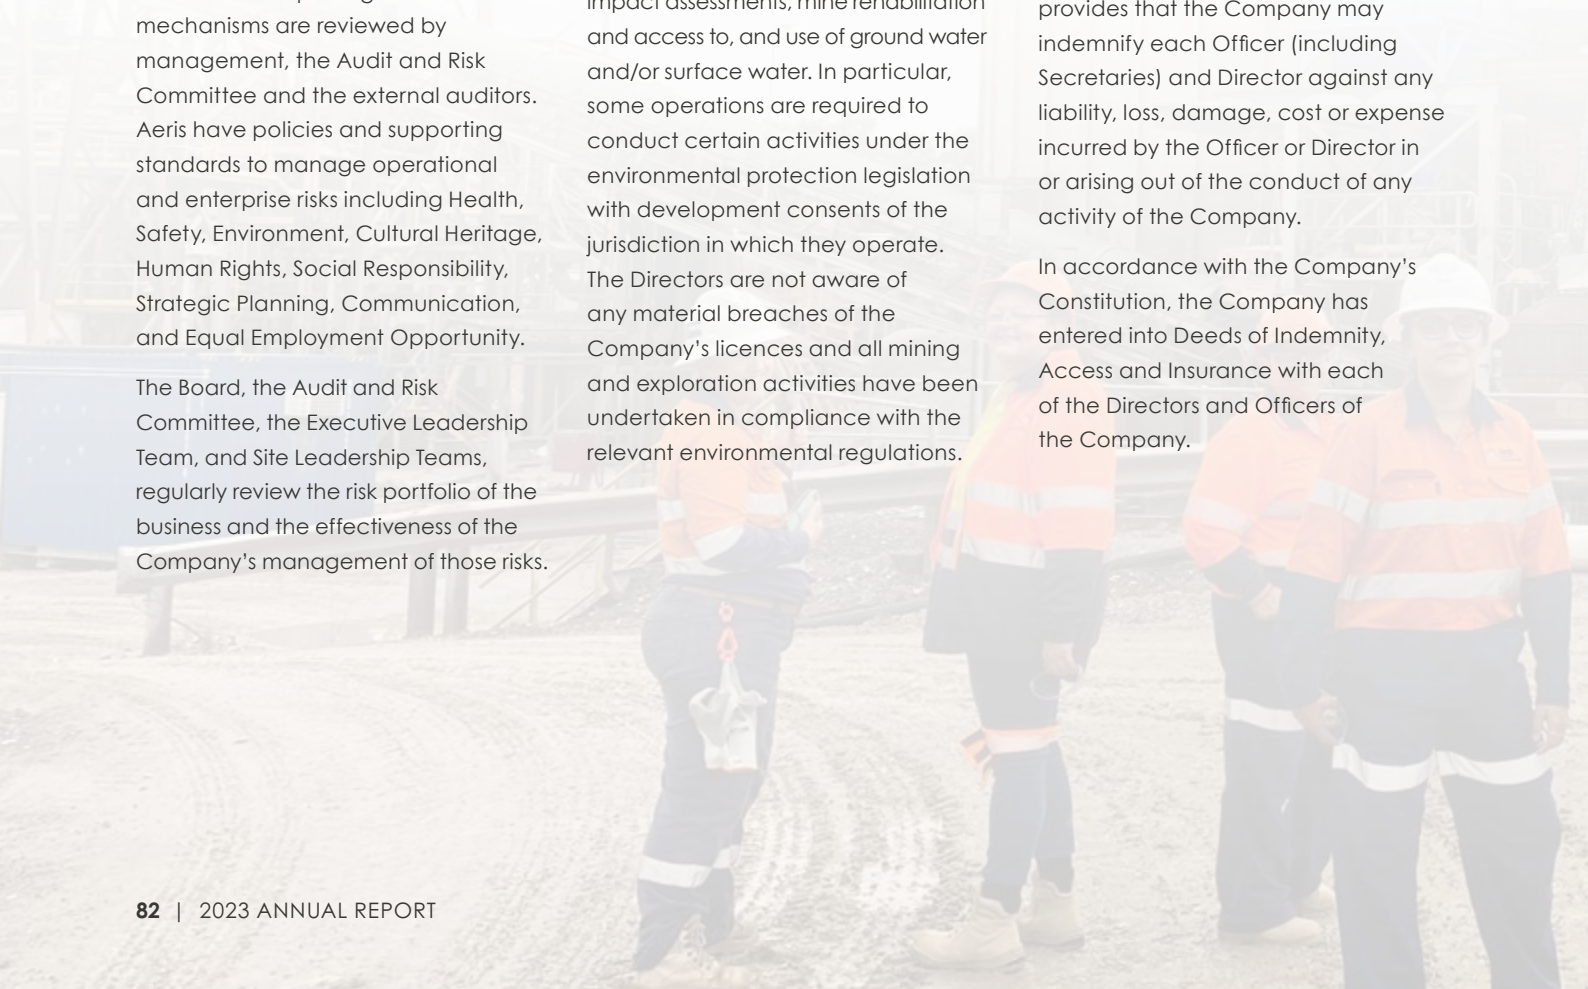 mechanisms are reviewed by
management, the Audit and Risk
Committee and the external auditors.
Aeris have policies and supporting
standards to manage operational
and enterprise risks including Health,
Safety, Environment, Cultural Heritage,
Human Rights, Social Responsibility,
Strategic Planning, Communication,
and Equal Employment Opportunity.
The Board, the Audit and Risk
Committee, the Executive Leadership
Team, and Site Leadership Teams,
regularly review the risk portfolio of the
business and the effectiveness of the
Company’s management of those risks.
impact assessments, mine rehabilitation
and access to, and use of ground water
and/or surface water. In particular,
some operations are required to
conduct certain activities under the
environmental protection legislation
with development consents of the
jurisdiction in which they operate.
The Directors are not aware of
any material breaches of the
Company’s licences and all mining
and exploration activities have been
undertaken in compliance with the
relevant environmental regulations.
provides that the Company may
indemnify each Officer (including
Secretaries) and Director against any
liability, loss, damage, cost or expense
incurred by the Officer or Director in
or arising out of the conduct of any
activity of the Company.
In accordance with the Company’s
Constitution, the Company has
entered into Deeds of Indemnity,
Access and Insurance with each
of the Directors and Officers of
the Company.
82 | 2023 ANNUAL REPORT